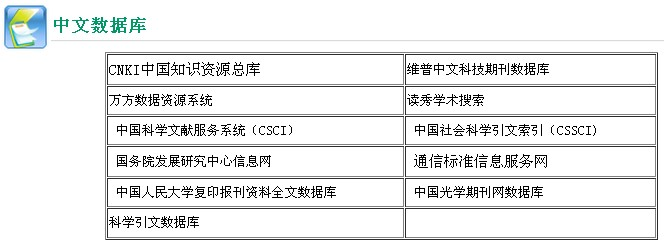 中文数据库
CNKI中国知识资源总库 维普中文科技期刊数据库
万方数据资源系统 读秀学术搜索
中国科学文献服务系统（CSCI） 中国社会科学引文索引（CSSCI）
国务院发展研究中心信息网 通信标准信息服务网
中国人民大学复印报刊资料全文数据库 中国光学期刊网数据库
科学引文数据库